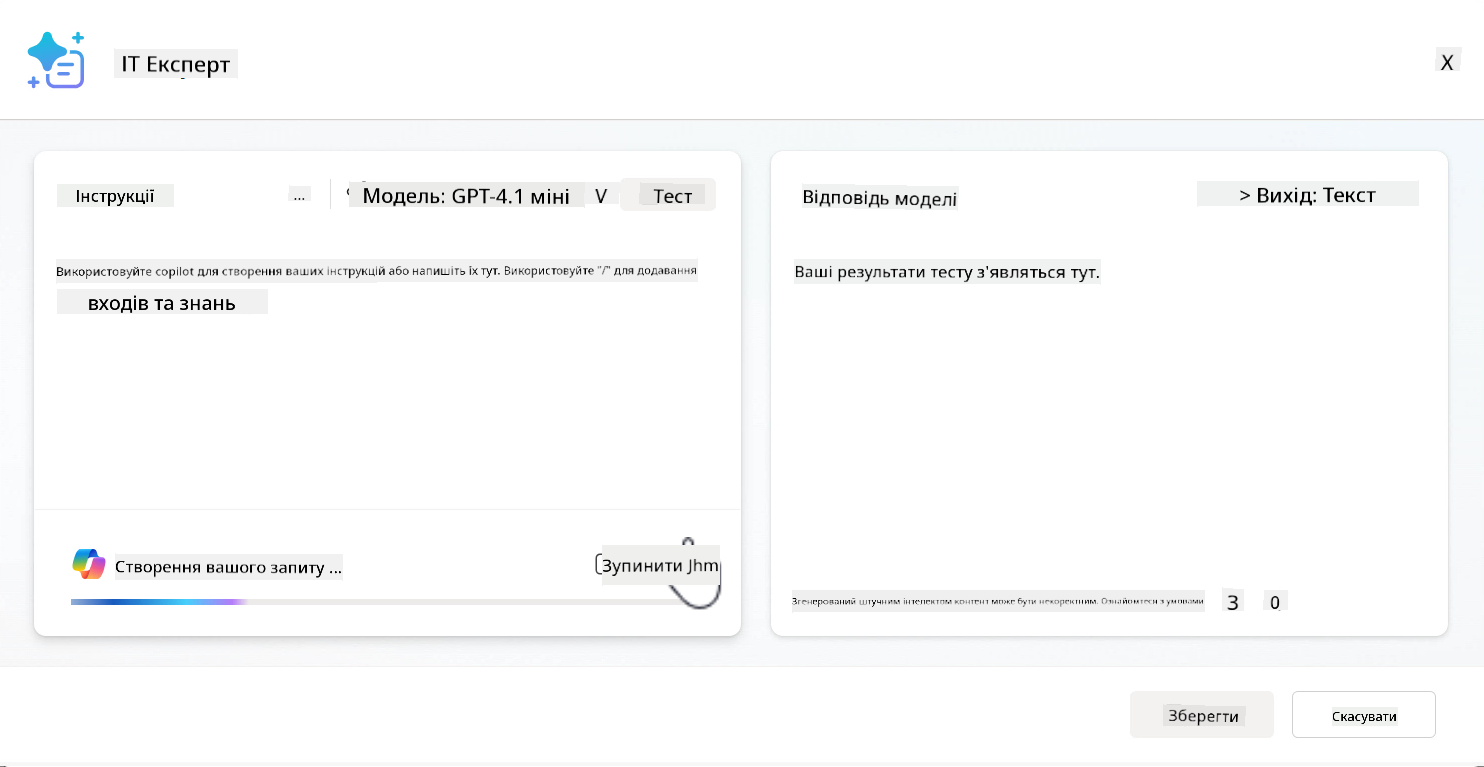 ІТ Експерт
X
Інструкції
...
Модель: GPT-4.1 міні
V
Тест
Використовуйте copilot для створення ваших інструкцій або напишіть їх тут. Використовуйте "/" для додавання
входів та знань
Створення вашого запиту ...
Зупинити Jhm
Відповідь моделі
> Вихід: Текст
Ваші результати тесту з'являться тут.
Згенерований штучним інтелектом контент може бути некоректним. Ознайомтеся з умовами
3
0
Зберегти
Скасувати